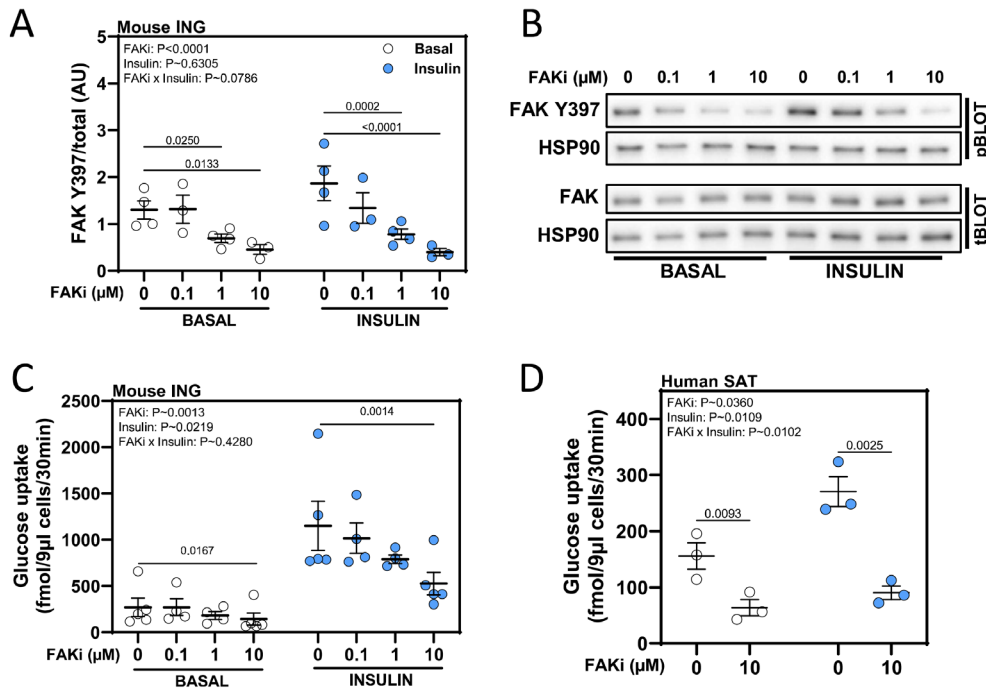 A
Mouse ING
FAK Y397/total (AU)
5
4
3
2
1
0
FAKi: P<0.0001
Insulin: P~0.6305
FAKi x Insulin: P~0.0786
Basal
Insulin
0.0002
<0.0001
0.0250
0.0133
FAKi (µM) 0 0.1 1 10 0 0.1 1 10
BASAL INSULIN
B
FAKi (µM) 0 0.1 1 10 0 0.1 1 10
FAK Y397
HSP90
pBLOT
FAK
HSP90
tBLOT
BASAL INSULIN
C
Mouse ING
Glucose uptake
(fmol/9µl cells/30min)
2500
2000
1500
1000
500
0
FAKi: P~0.0013
Insulin: P~0.0219
FAKi x Insulin: P~0.4280
0.0014
0.0167
FAKi (µM) 0 0.1 1 10 0 0.1 1 10
BASAL INSULIN
D
Human SAT
Glucose uptake
(fmol/9µl cells/30min)
400
300
200
100
0
FAKi: P~0.0360
Insulin: P~0.0109
FAKi x Insulin: P~0.0102
0.0025
0.0093
FAKi (µM) 0 10 0 10